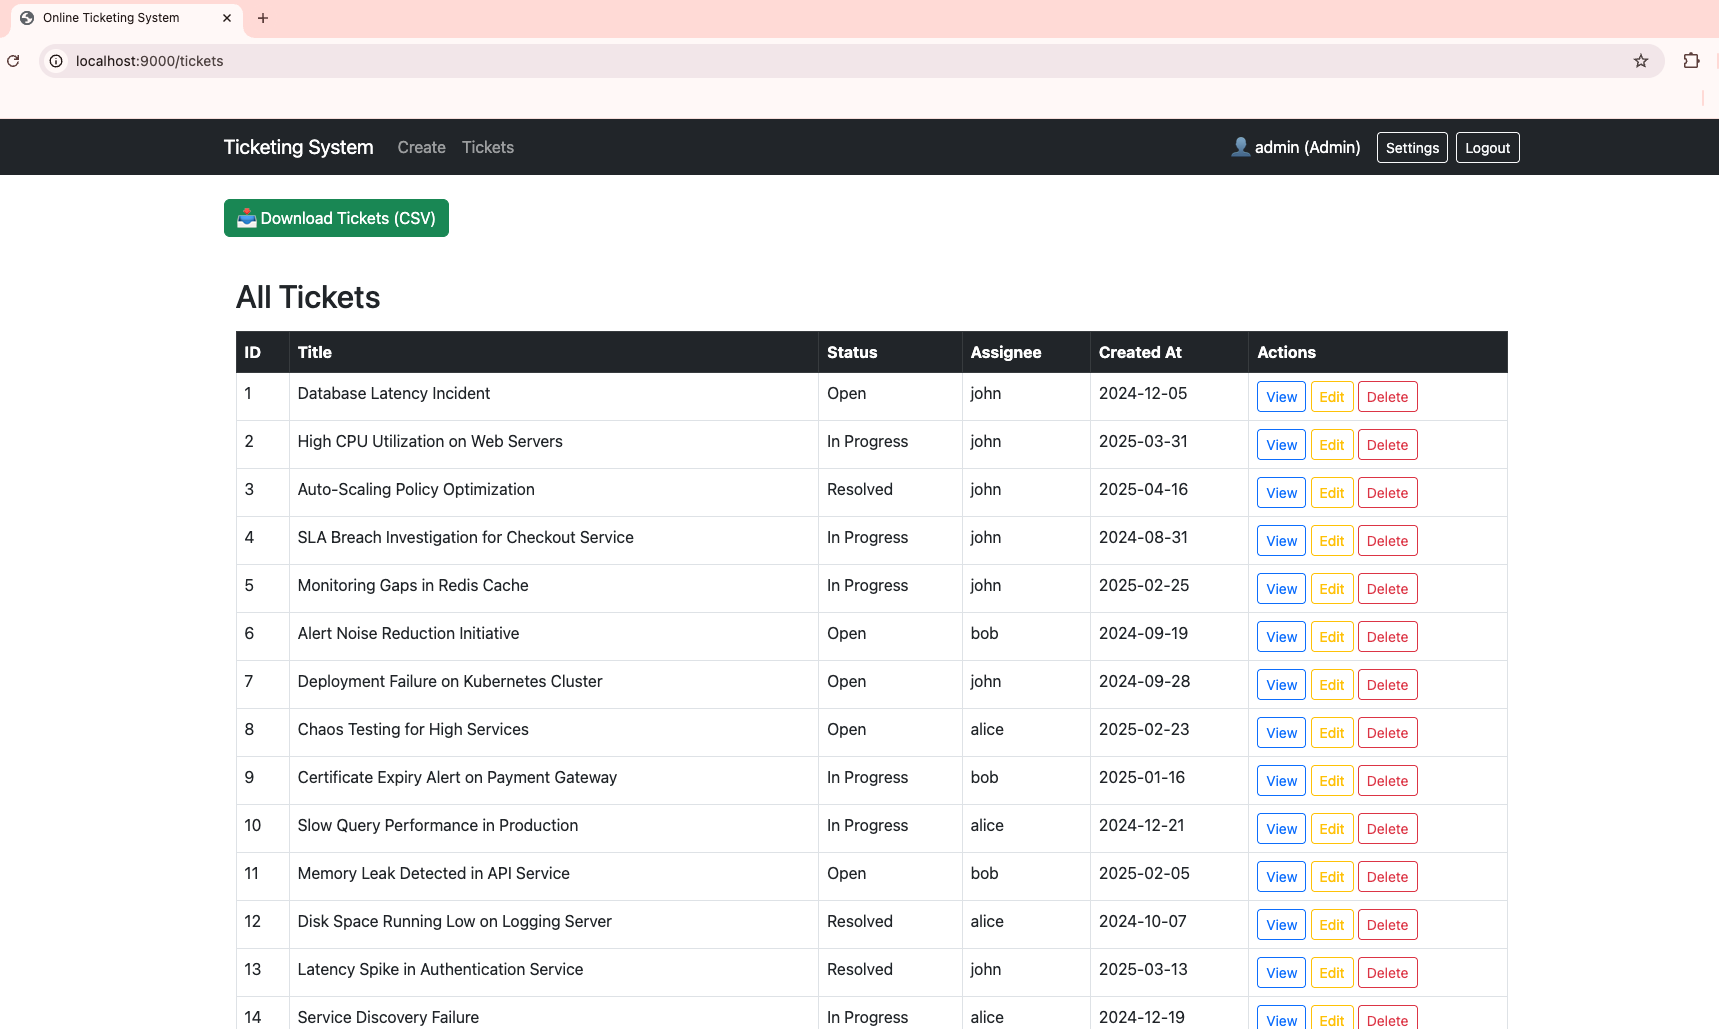 Online Ticketing System
localhost:9000/tickets
Ticketing System Create Tickets admin (Admin) Settings Logout
Download Tickets (CSV)
All Tickets
ID Title Status Assignee Created At Actions
1 Database Latency Incident Open john 2024-12-05 View Edit Delete
2 High CPU Utilization on Web Servers In Progress john 2025-03-31 View Edit Delete
3 Auto-Scaling Policy Optimization Resolved john 2025-04-16 View Edit Delete
4 SLA Breach Investigation for Checkout Service In Progress john 2024-08-31 View Edit Delete
5 Monitoring Gaps in Redis Cache In Progress john 2025-02-25 View Edit Delete
6 Alert Noise Reduction Initiative Open bob 2024-09-19 View Edit Delete
7 Deployment Failure on Kubernetes Cluster Open john 2024-09-28 View Edit Delete
8 Chaos Testing for High Services Open alice 2025-02-23 View Edit Delete
9 Certificate Expiry Alert on Payment Gateway In Progress bob 2025-01-16 View Edit Delete
10 Slow Query Performance in Production In Progress alice 2024-12-21 View Edit Delete
11 Memory Leak Detected in API Service Open bob 2025-02-05 View Edit Delete
12 Disk Space Running Low on Logging Server Resolved alice 2024-10-07 View Edit Delete
13 Latency Spike in Authentication Service Resolved john 2025-03-13 View Edit Delete
14 Service Discovery Failure In Progress alice 2024-12-19 View Edit Delete